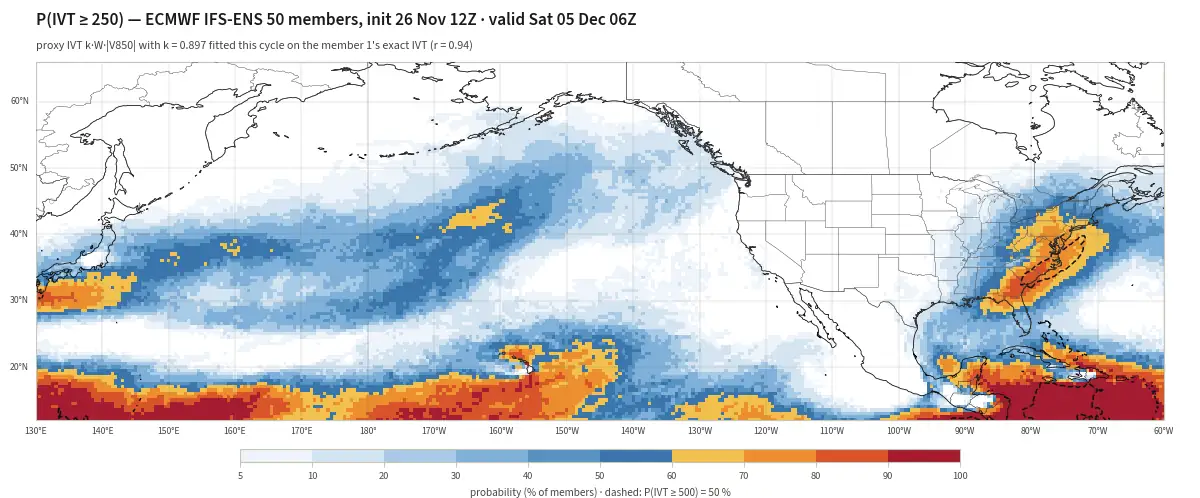 P(IVT ≥ 250) — ECMWF IFS-ENS 50 members, init 26 Nov 12Z · valid Sat 05 Dec 06Z
proxy IVT k·W·|V850| with k = 0.897 fitted this cycle on the member 1's exact IVT (r = 0.94)
60°N
50°N
40°N
30°N
20°N
130°E 140°E 150°E 160°E 170°E 180° 170°W 160°W 150°W 140°W 130°W 120°W 110°W 100°W 90°W 80°W 70°W 60°W
5 10 20 30 40 50 60 70 80 90 100
probability (% of members) · dashed: P(IVT ≥ 500) = 50 %